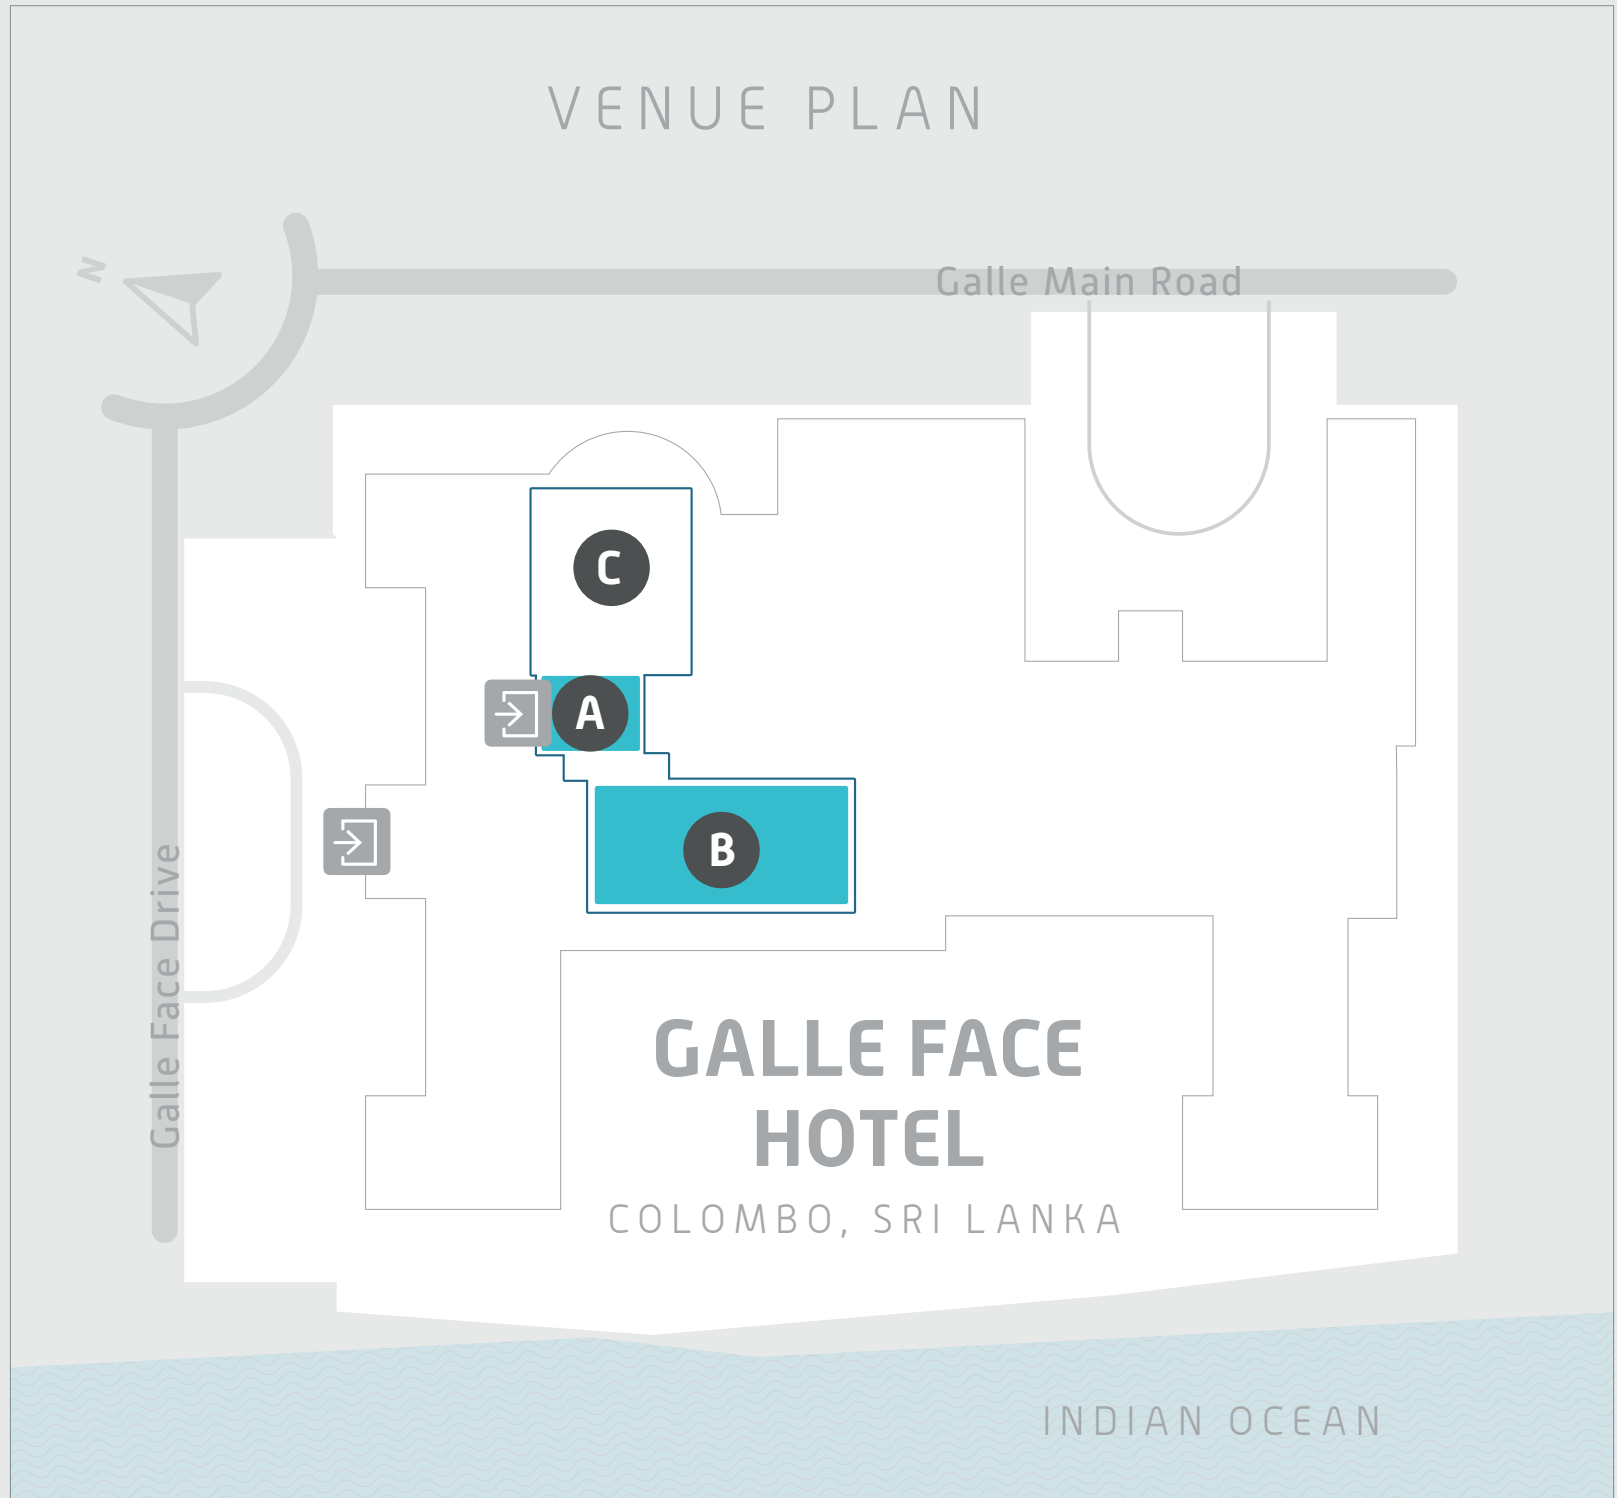 VENUE PLAN
N
Galle Main Road
C
A
B
Galle Face Drive
GALLE FACE
HOTEL
COLOMBO, SRI LANKA
INDIAN OCEAN